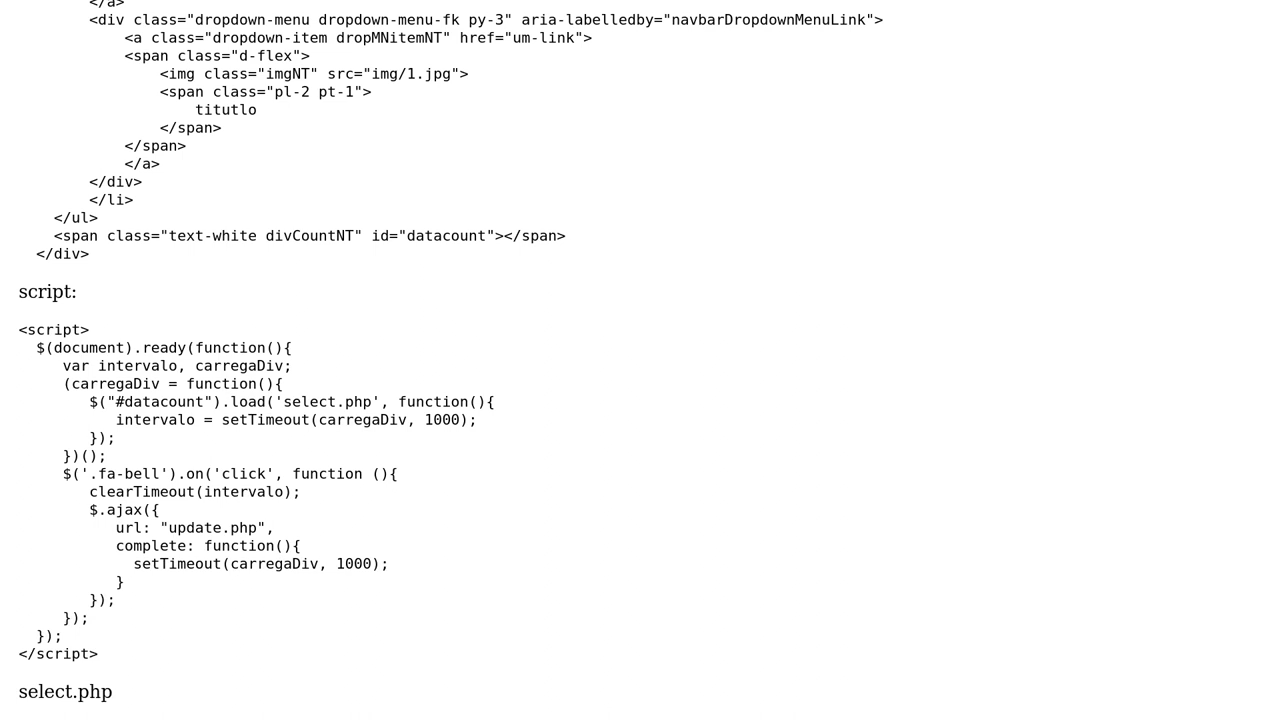 </a>
<div class="dropdown-menu dropdown-menu-fk py-3" aria-labelledby="navbarDropdownMenuLink">
<a class="dropdown-item dropMNitemNT" href="um-link">
<span class="d-flex">
<img class="imgNT" src="img/1.jpg">
<span class="pl-2 pt-1">
titutlo
</span>
</span>
</a>
</div>
</li>
</ul>
<span class="text-white divCountNT" id="datacount"></span>
</div>
script:
<script>
$(document).ready(function(){
var intervalo, carregaDiv;
(carregaDiv = function(){
$("#datacount").load('select.php', function(){
intervalo = setTimeout(carregaDiv, 1000);
});
})();
$('.fa-bell').on('click', function (){
clearTimeout(intervalo);
$.ajax({
url: "update.php",
complete: function(){
setTimeout(carregaDiv, 1000);
}
});
});
});
</script>
select.php